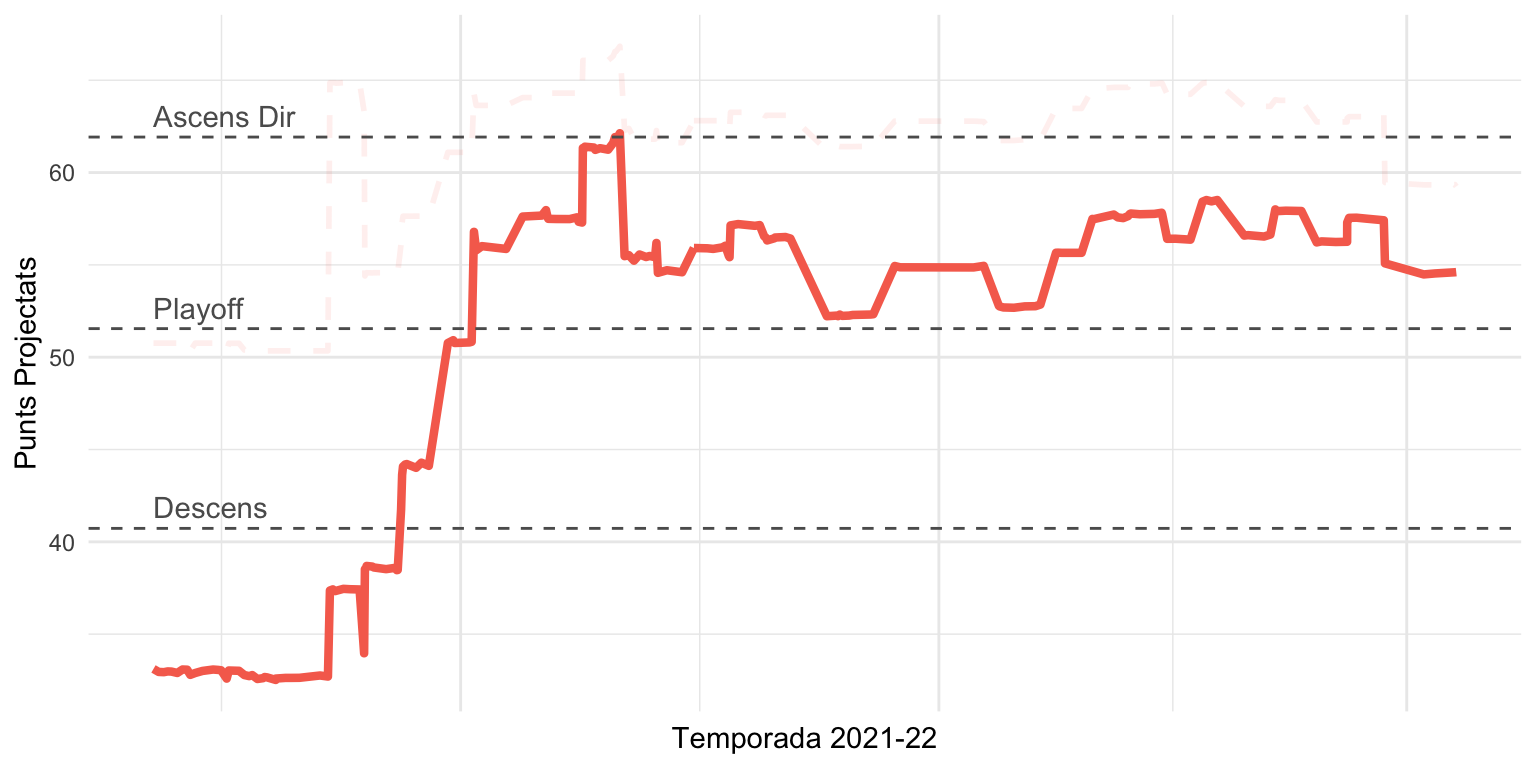 Ascens Dir
60
Playoff
50
Descens
40
Punts Projectats
Temporada 2021-22